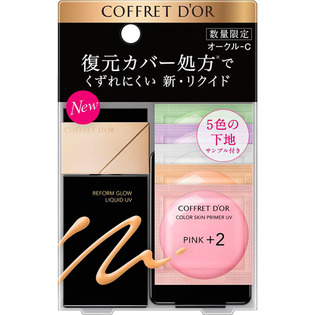 COFFRET D'OR
数量限定
オークル-C
復元カバー処方※で
くずれにくい 新・リクイド
New
5色の
下地
サンプル付き
REFORM GLOW
LIQUID UV
COFFRET D'OR
COLOR SKIN PRIMER UV
PINK +2